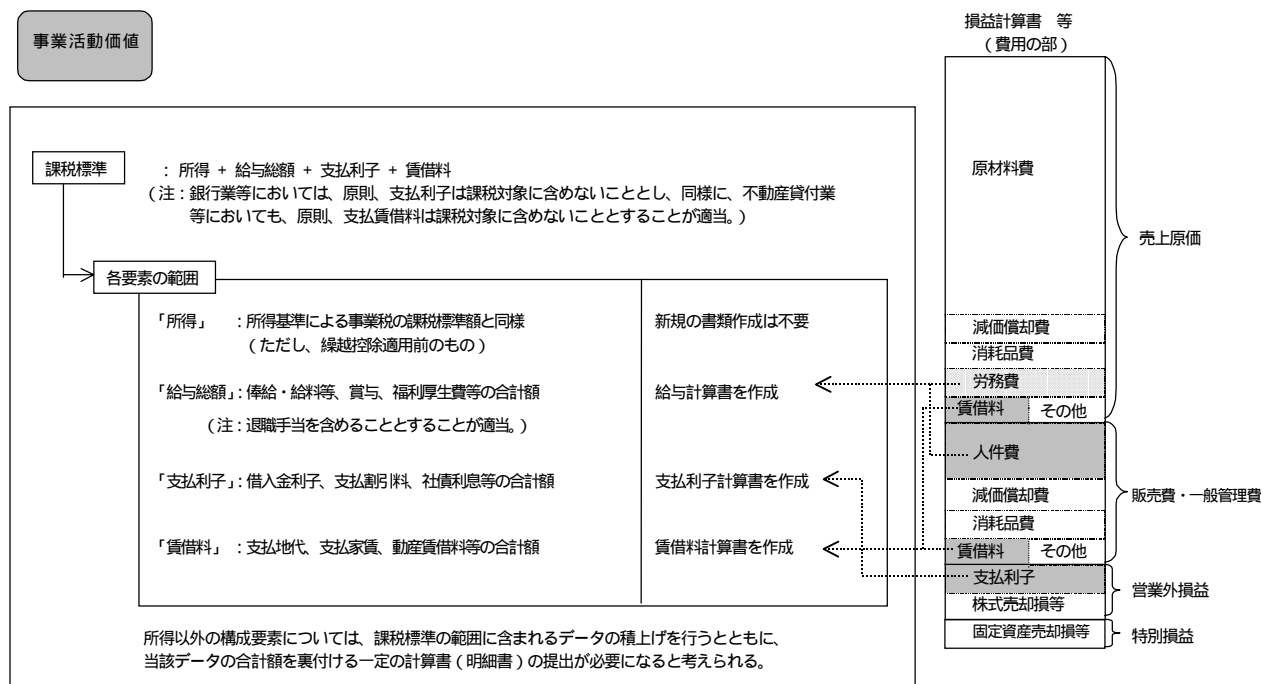 事業活動価値
課税標準
： 所得 + 給与総額 + 支払利子 + 賃借料
（注：銀行業等においては、原則、支払利子は課税対象に含めないこととし、同様に、不動産貸付業
等においても、原則、支払賃借料は課税対象に含めないこととすることが適当。）
各要素の範囲
「所得」 ：所得基準による事業税の課税標準額と同様
（ただし、繰越控除適用前のもの）
新規の書類作成は不要
「給与総額」：俸給・給料等、賞与、福利厚生費等の合計額
（注：退職手当を含めることとすることが適当。）
給与計算書を作成
「支払利子」：借入金利子、支払割引料、社債利息等の合計額
支払利子計算書を作成
「賃借料」 ：支払地代、支払家賃、動産賃借料等の合計額
賃借料計算書を作成
所得以外の構成要素については、課税標準の範囲に含まれるデータの積上げを行うとともに、
当該データの合計額を裏付ける一定の計算書（明細書）の提出が必要になると考えられる。
損益計算書 等
（費用の部）
原材料費
減価償却費
消耗品費
労務費
賃借料 その他
売上原価
人件費
減価償却費
消耗品費
賃借料 その他
販売費・一般管理費
支払利子
株式売却損等
営業外損益
固定資産売却損等
特別損益